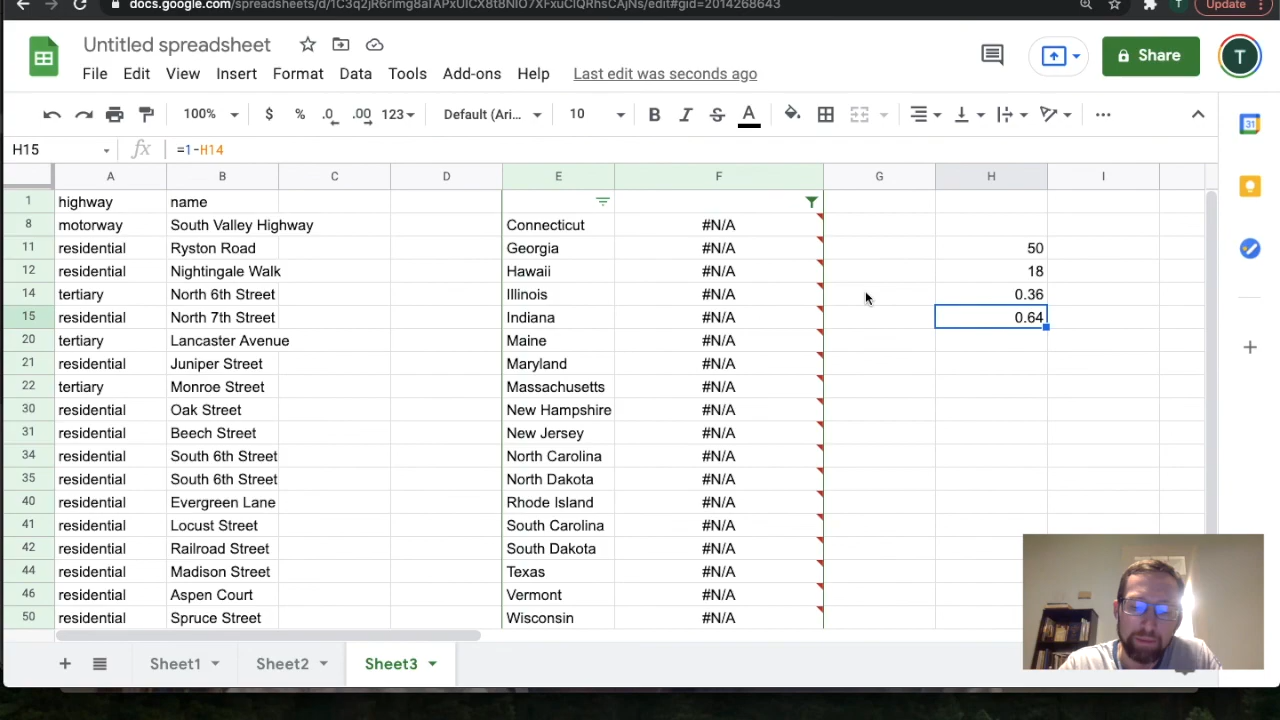 docs.google.com/spreadsheets/d/
Update
Untitled spreadsheet
Share
T
File Edit View Insert Format Data Tools Add-ons Help Last edit was seconds ago
100% $ % .0 .00 123 Default (Ari... 10 B I S A
H15 fx =1-H14
A B C D E F G H I
1 highway name
8 motorway South Valley Highway Connecticut #N/A
11 residential Ryston Road Georgia #N/A 50
12 residential Nightingale Walk Hawaii #N/A 18
14 tertiary North 6th Street Illinois #N/A 0.36
15 residential North 7th Street Indiana #N/A 0.64
20 tertiary Lancaster Avenue Maine #N/A
21 residential Juniper Street Maryland #N/A
22 tertiary Monroe Street Massachusetts #N/A
30 residential Oak Street New Hampshire #N/A
31 residential Beech Street New Jersey #N/A
34 residential South 6th Street North Carolina #N/A
35 residential South 6th Street North Dakota #N/A
40 residential Evergreen Lane Rhode Island #N/A
41 residential Locust Street South Carolina #N/A
42 residential Railroad Street South Dakota #N/A
44 residential Madison Street Texas #N/A
46 residential Aspen Court Vermont #N/A
50 residential Spruce Street Wisconsin #N/A
Sheet1 Sheet2 Sheet3